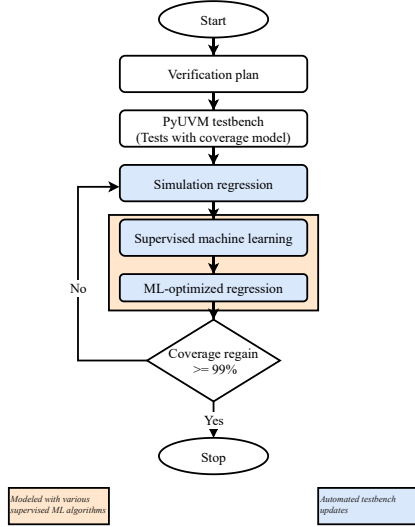 Start
Verification plan
PyUVM testbench
(Tests with coverage model)
Simulation regression
Supervised machine learning
ML-optimized regression
No
Coverage regain
>= 99%
Yes
Stop
Modeled with various
supervised ML algorithms
Automated testbench
updates